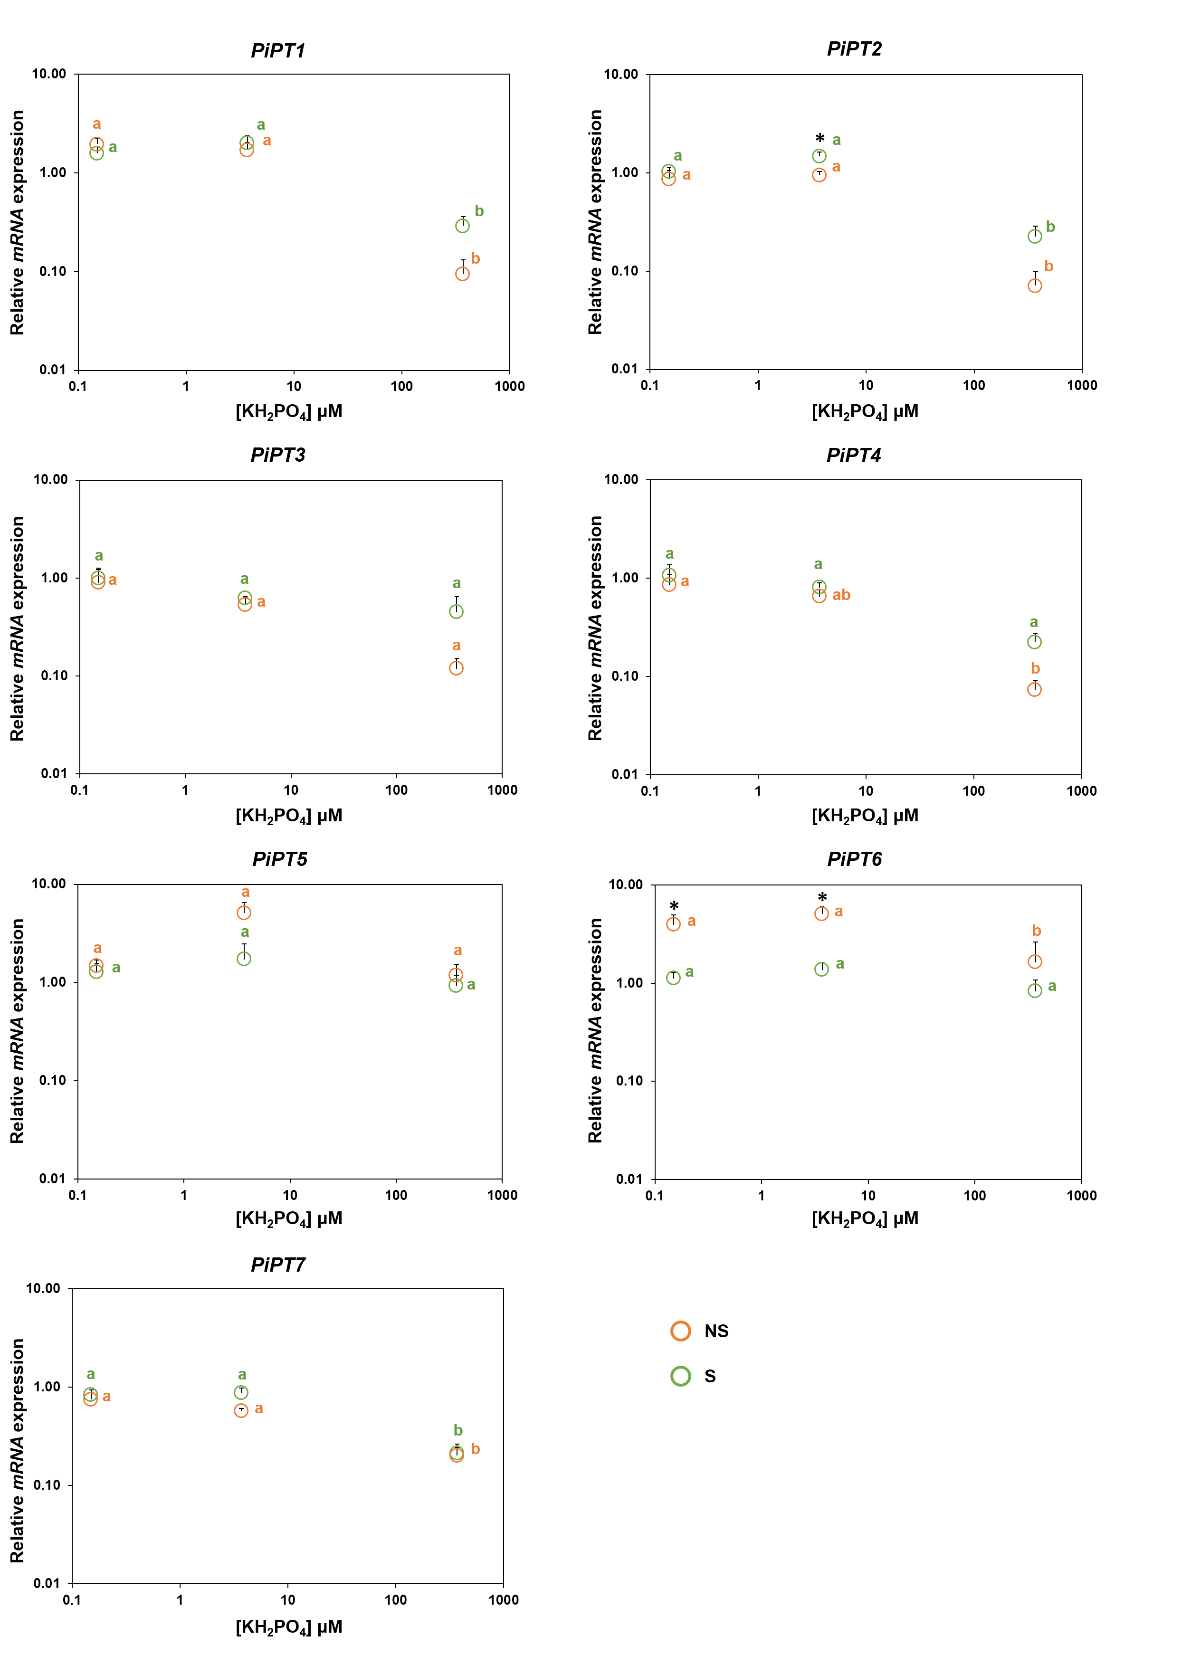 PiPT1
10.00
1.00
0.10
0.01
Relative mRNA expression
a
a
a
a
b
b
0.1 1 10 100 1000
[KH₂PO₄] µM
PiPT2
10.00
1.00
0.10
0.01
Relative mRNA expression
a
a
*
a
a
b
b
0.1 1 10 100 1000
[KH₂PO₄] µM
PiPT3
10.00
1.00
0.10
0.01
Relative mRNA expression
a
a
a
a
a
a
0.1 1 10 100 1000
[KH₂PO₄] µM
PiPT4
10.00
1.00
0.10
0.01
Relative mRNA expression
a
a
a
ab
a
b
0.1 1 10 100 1000
[KH₂PO₄] µM
PiPT5
10.00
1.00
0.10
0.01
Relative mRNA expression
a
a
a
a
a
a
0.1 1 10 100 1000
[KH₂PO₄] µM
PiPT6
10.00
1.00
0.10
0.01
Relative mRNA expression
*
a
a
*
a
a
b
a
0.1 1 10 100 1000
[KH₂PO₄] µM
PiPT7
10.00
1.00
0.10
0.01
Relative mRNA expression
a
a
a
a
b
b
0.1 1 10 100 1000
[KH₂PO₄] µM
NS
S